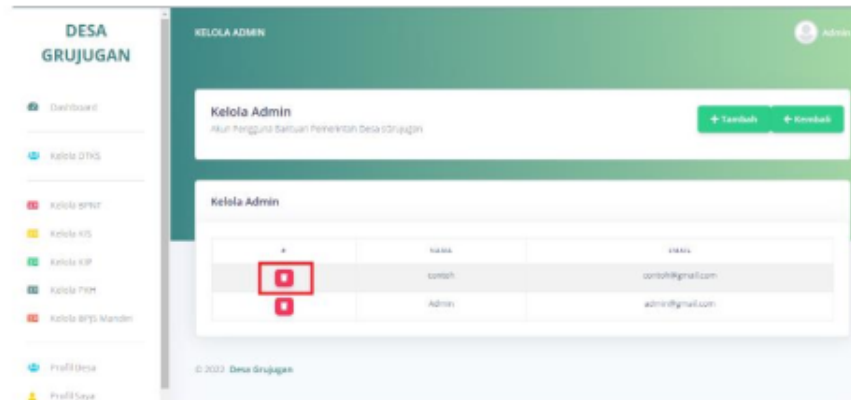 DESA
GRUJUGAN
Dashboard
Kelola DTKS
Kelola BPNT
Kelola KIS
Kelola KIP
Kelola PKH
Kelola BPJS Mandiri
Profil Desa
Profil Saya
KELOLA ADMIN
Admin
Kelola Admin
Akun Pengguna Bantuan Pemerintah Desa
+ Tambah
← Kembali
Kelola Admin
# NAMA EMAIL
contoh contoh@gmail.com
Admin admin@gmail.com
© 2022 Desa Grujugan